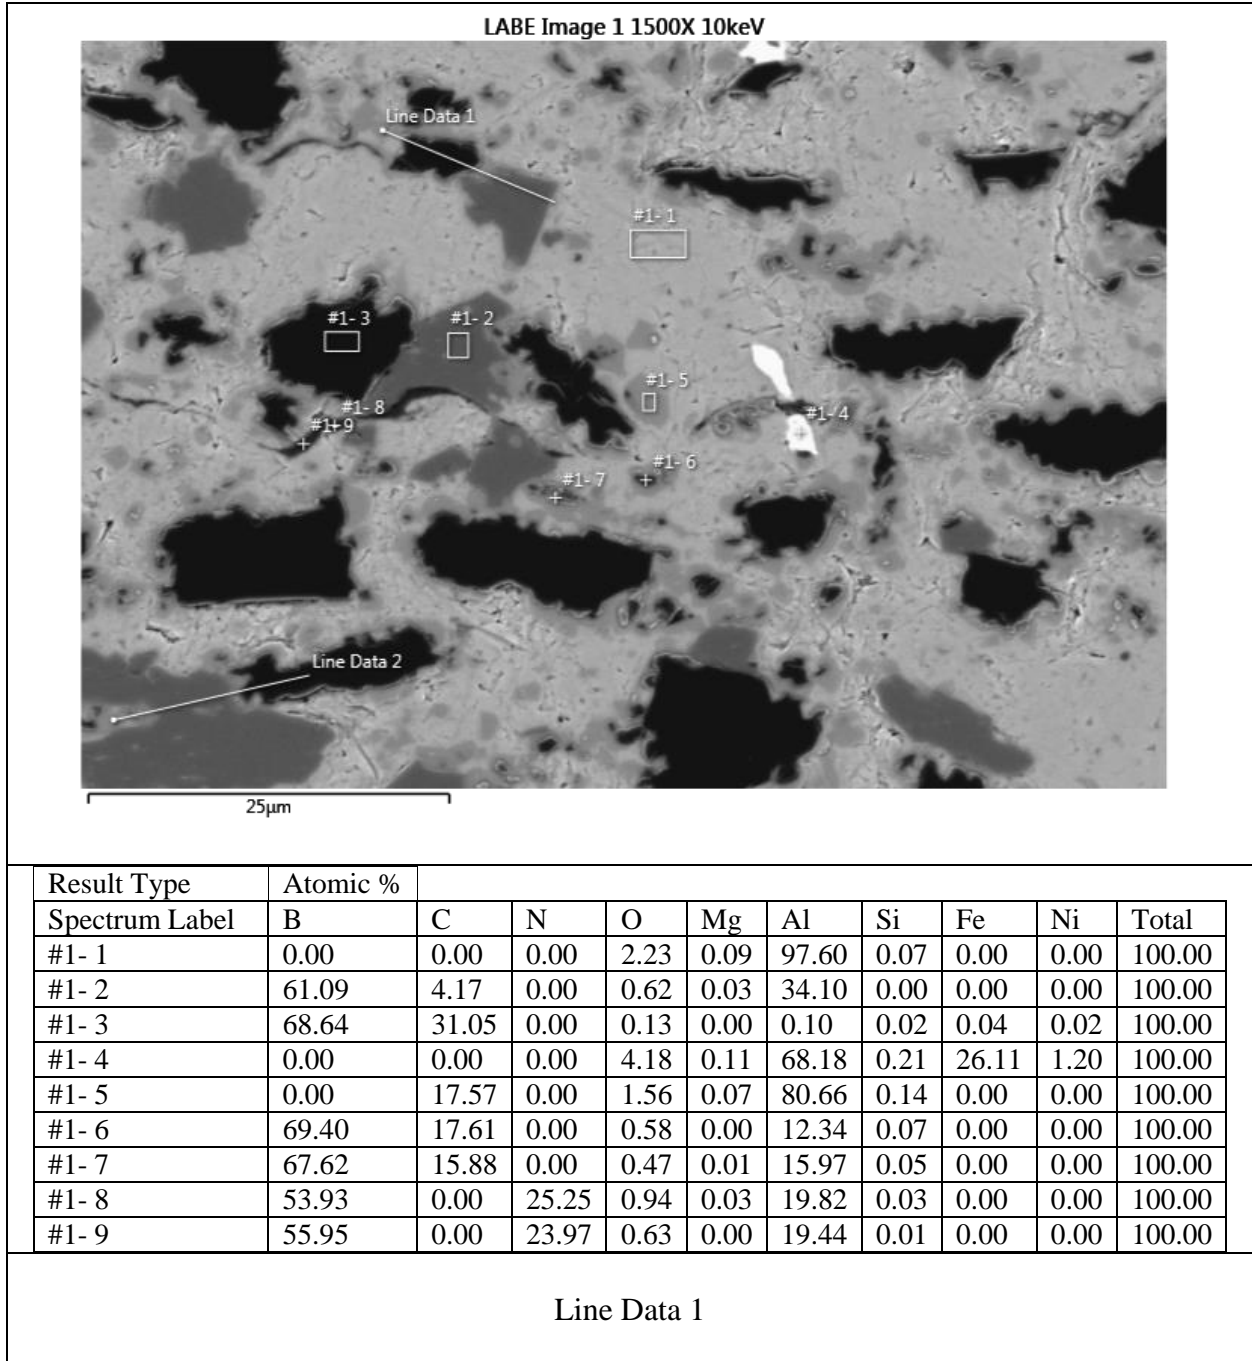 LABE Image 1 1500X 10keV
Line Data 1
#1- 1
#1- 3
#1- 2
#1- 5
#1- 8
#1- 4
#1+ 9
#1- 6
#1- 7
Line Data 2
25µm
Result Type Atomic %
Spectrum Label B C N O Mg Al Si Fe Ni Total
#1- 1 0.00 0.00 0.00 2.23 0.09 97.60 0.07 0.00 0.00 100.00
#1- 2 61.09 4.17 0.00 0.62 0.03 34.10 0.00 0.00 0.00 100.00
#1- 3 68.64 31.05 0.00 0.13 0.00 0.10 0.02 0.04 0.02 100.00
#1- 4 0.00 0.00 0.00 4.18 0.11 68.18 0.21 26.11 1.20 100.00
#1- 5 0.00 17.57 0.00 1.56 0.07 80.66 0.14 0.00 0.00 100.00
#1- 6 69.40 17.61 0.00 0.58 0.00 12.34 0.07 0.00 0.00 100.00
#1- 7 67.62 15.88 0.00 0.47 0.01 15.97 0.05 0.00 0.00 100.00
#1- 8 53.93 0.00 25.25 0.94 0.03 19.82 0.03 0.00 0.00 100.00
#1- 9 55.95 0.00 23.97 0.63 0.00 19.44 0.01 0.00 0.00 100.00
Line Data 1